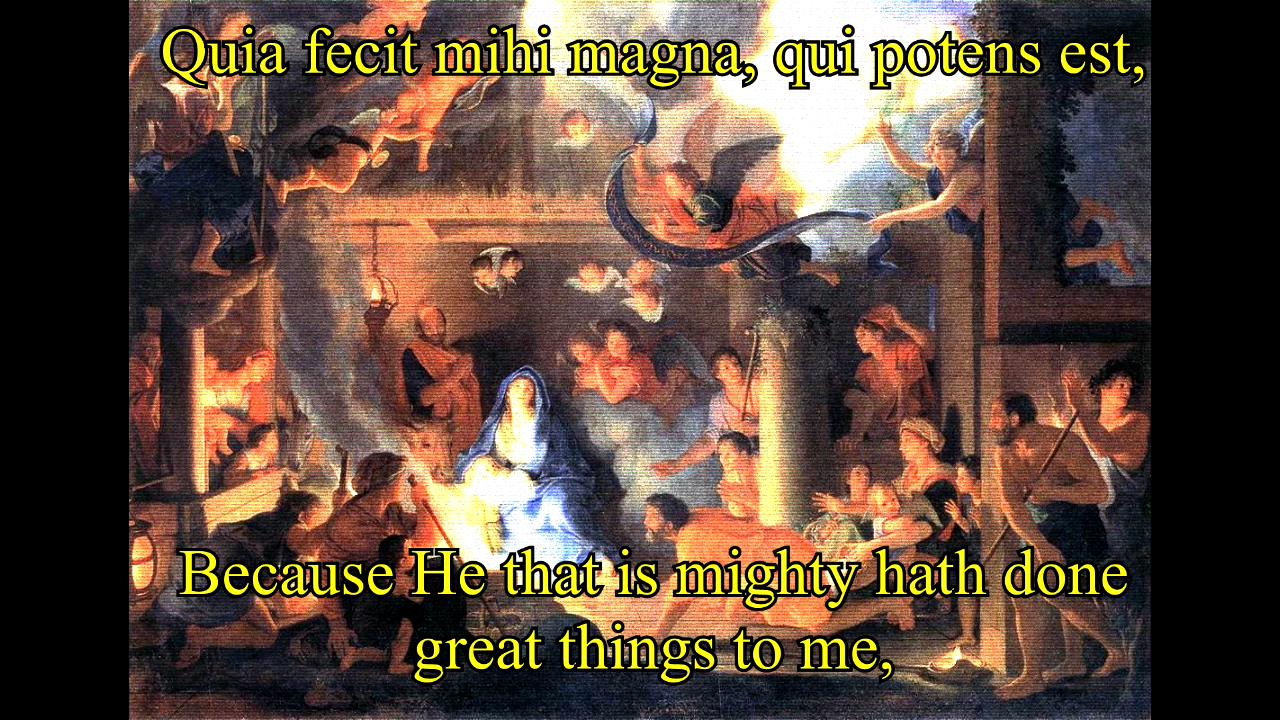 Quia fecit mihi magna, qui potens est,
Because He that is mighty hath done
great things to me,